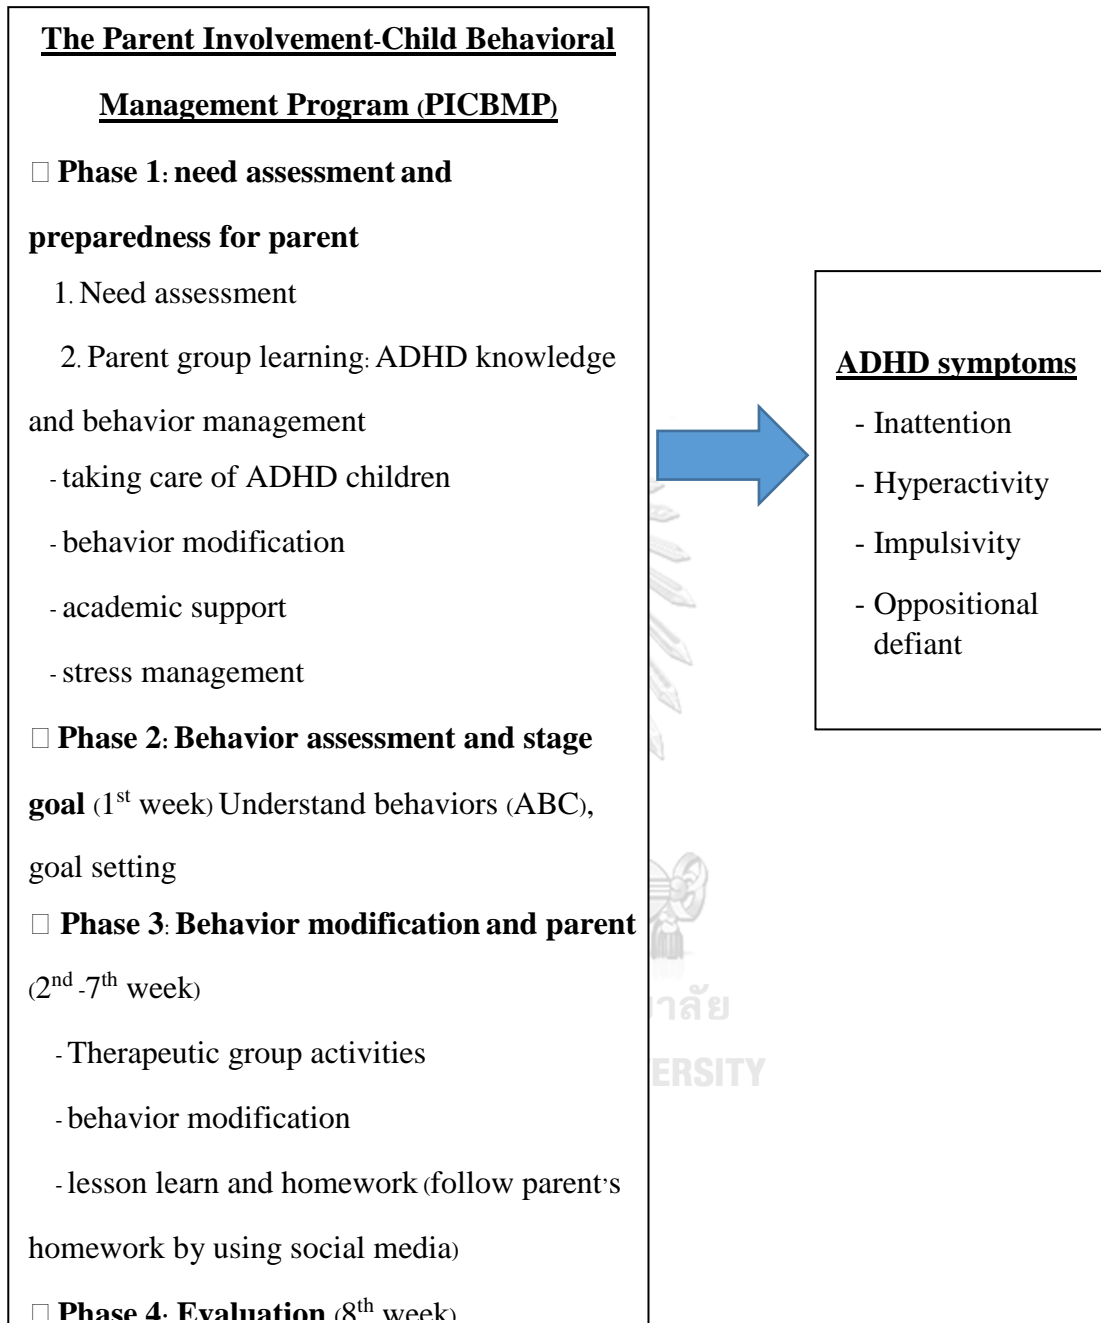 The Parent Involvement-Child Behavioral
Management Program (PICBMP)
□ Phase 1: need assessment and
preparedness for parent
1. Need assessment
2. Parent group learning: ADHD knowledge
and behavior management
- taking care of ADHD children
- behavior modification
- academic support
- stress management
□ Phase 2: Behavior assessment and stage
goal (1st week) Understand behaviors (ABC),
goal setting
□ Phase 3: Behavior modification and parent
(2nd -7th week)
- Therapeutic group activities
- behavior modification
- lesson learn and homework (follow parent's
homework by using social media)
□ Phase 4: Evaluation (8th week)
ADHD symptoms
- Inattention
- Hyperactivity
- Impulsivity
- Oppositional
defiant